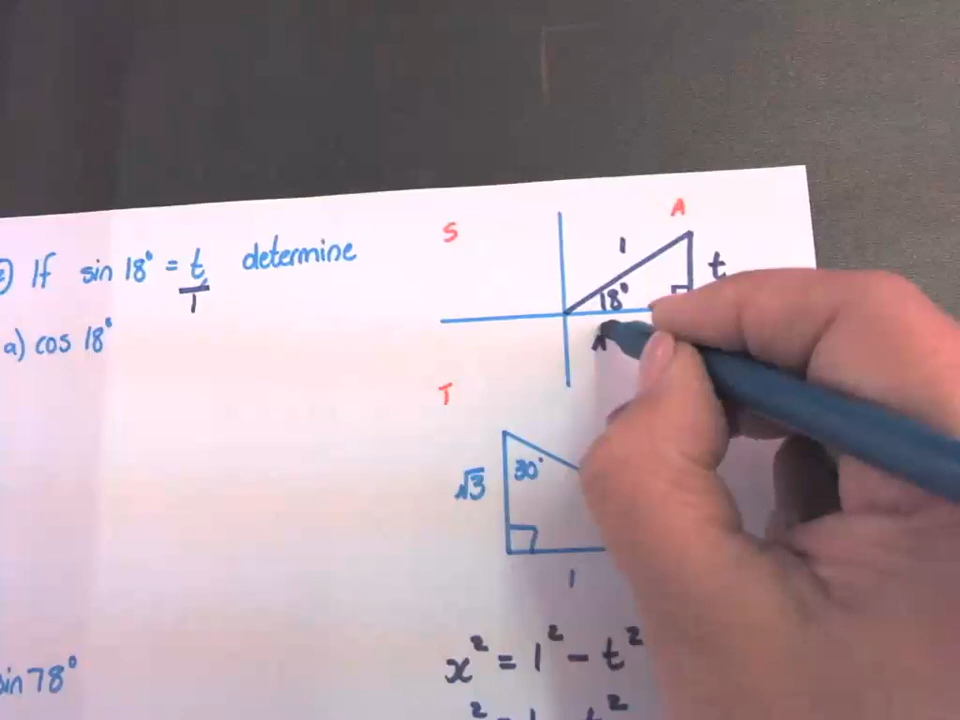 If sin 18° = t/1 determine
a) cos 18°
sin 78°
S
A
1
t
18°
T
√3
30°
1
x² = 1² - t²